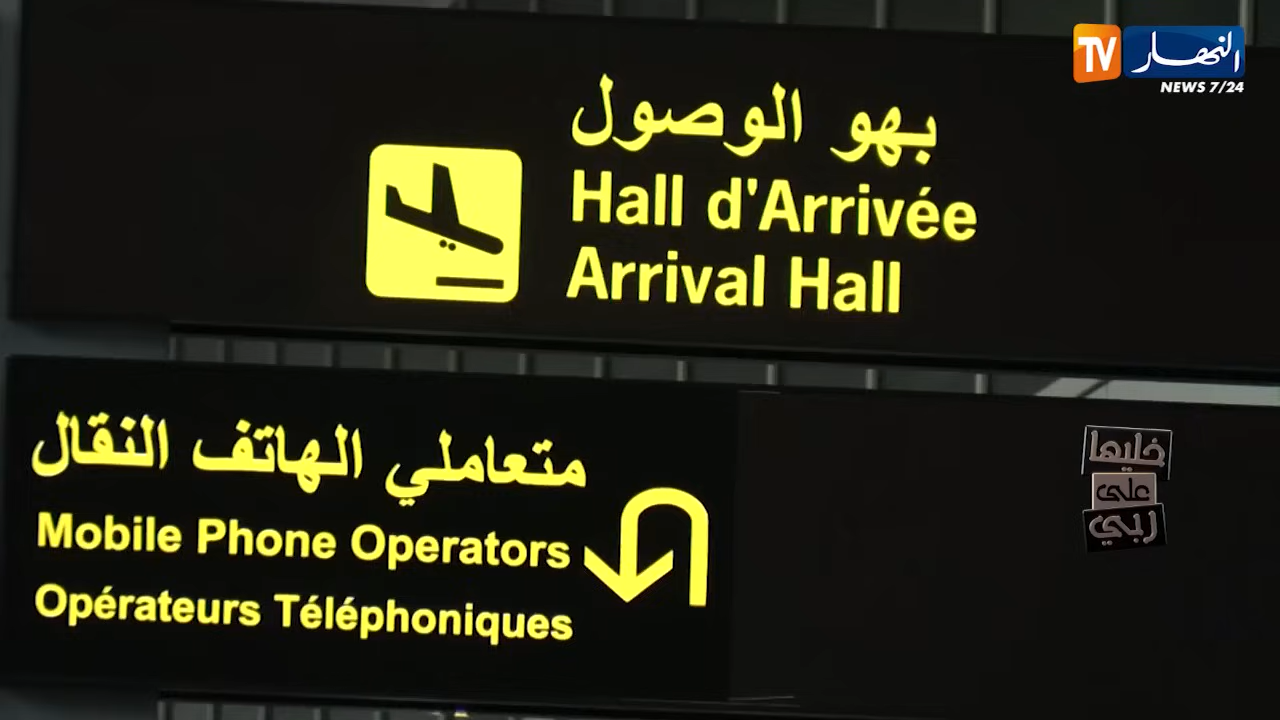 TV النهار
NEWS 7/24
بهو الوصول
Hall d'Arrivée
Arrival Hall
متعاملي الهاتف النقال
Mobile Phone Operators
Opérateurs Téléphoniques
خليها
على
ربي